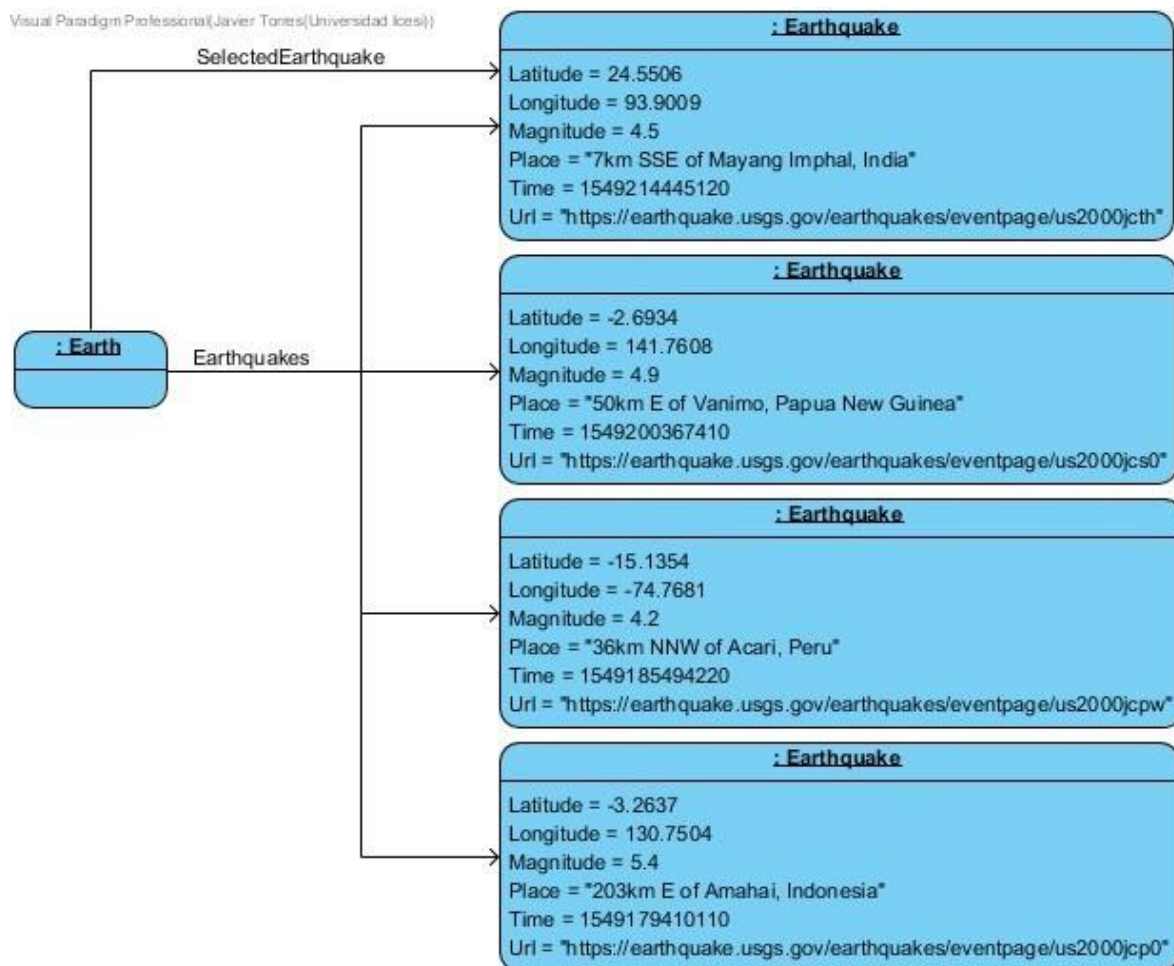 Visual Paradigm Professional(Javier Torres(Universidad Icesi))
SelectedEarthquake
: Earthquake
Latitude = 24.5506
Longitude = 93.9009
Magnitude = 4.5
Place = "7km SSE of Mayang Imphal, India"
Time = 1549214445120
Url = "https://earthquake.usgs.gov/earthquakes/eventpage/us2000jcth"
: Earth
Earthquakes
: Earthquake
Latitude = -2.6934
Longitude = 141.7608
Magnitude = 4.9
Place = "50km E of Vanimo, Papua New Guinea"
Time = 1549200367410
Url = "https://earthquake.usgs.gov/earthquakes/eventpage/us2000jcs0"
: Earthquake
Latitude = -15.1354
Longitude = -74.7681
Magnitude = 4.2
Place = "36km NNW of Acari, Peru"
Time = 1549185494220
Url = "https://earthquake.usgs.gov/earthquakes/eventpage/us2000jcpw"
: Earthquake
Latitude = -3.2637
Longitude = 130.7504
Magnitude = 5.4
Place = "203km E of Amahai, Indonesia"
Time = 1549179410110
Url = "https://earthquake.usgs.gov/earthquakes/eventpage/us2000jcp0"